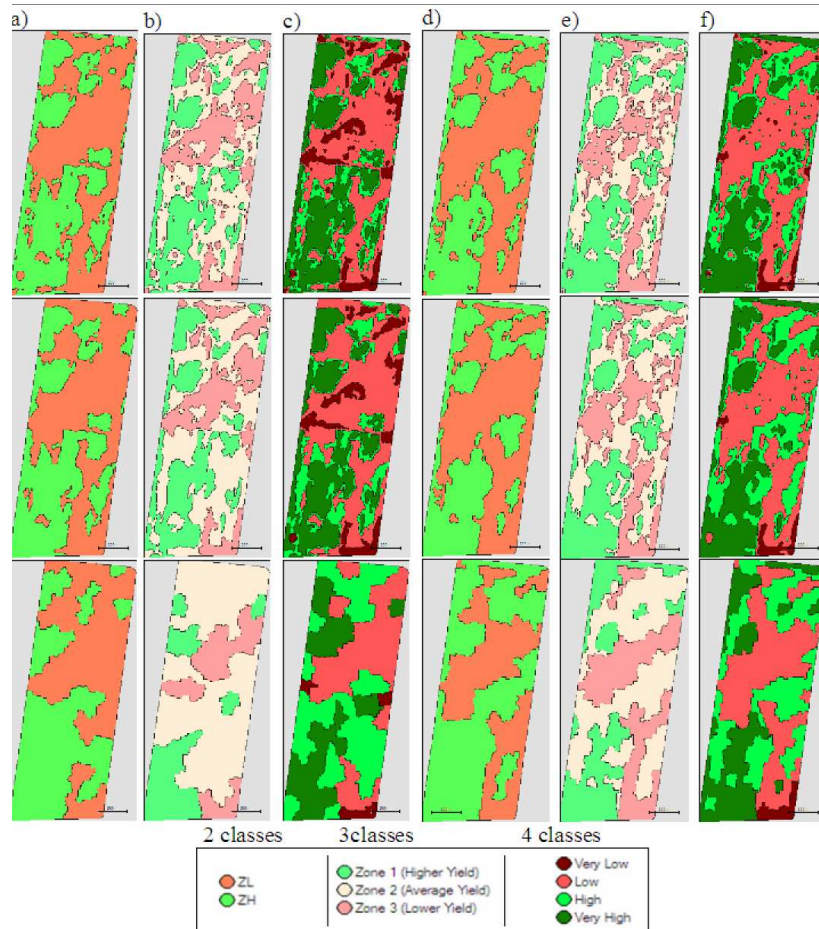 a) b) c) d) e) f)
2 classes 3classes 4 classes
ZL
ZH
Zone 1 (Higher Yield)
Zone 2 (Average Yield)
Zone 3 (Lower Yield)
Very Low
Low
High
Very High